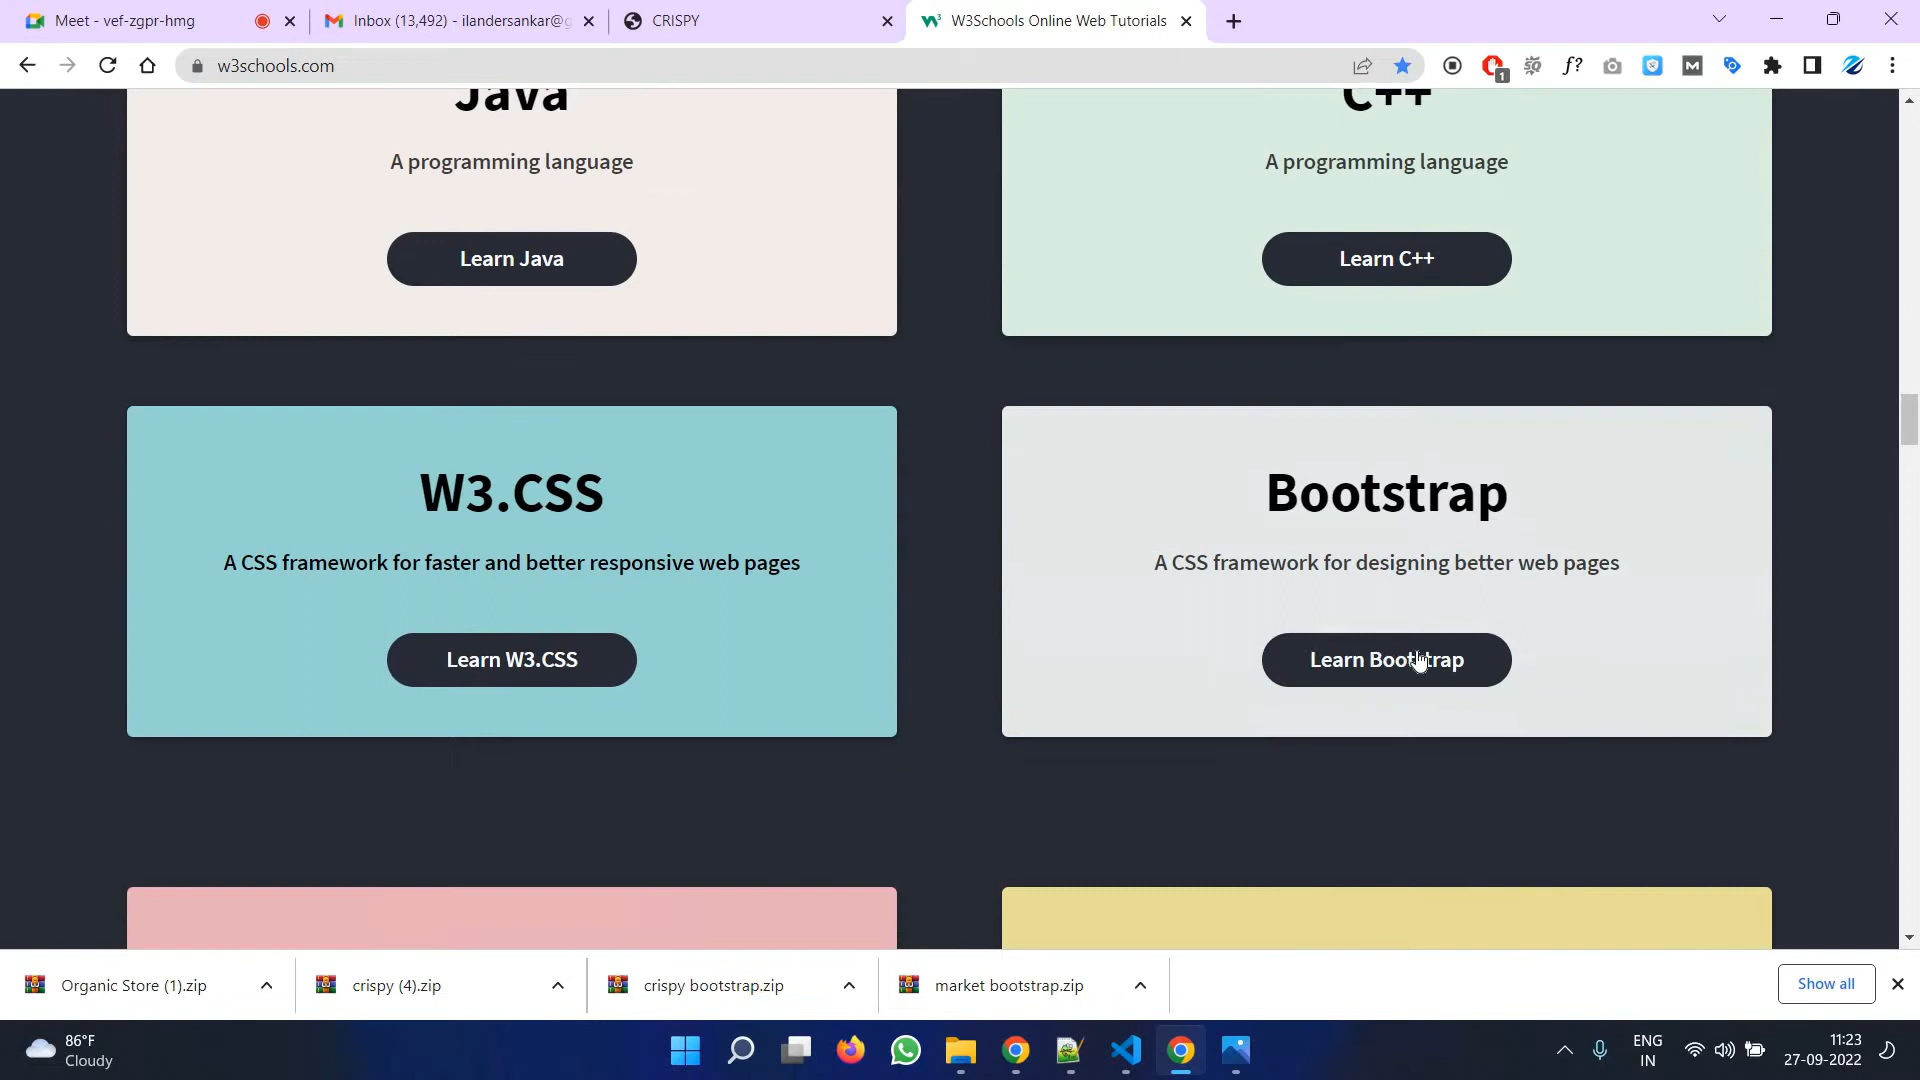 Meet - vef-zgpr-hmg
Inbox (13,492) - ilandersankar@g
CRISPY
W3Schools Online Web Tutorials
w3schools.com
1
Java
C++
A programming language
A programming language
Learn Java
Learn C++
W3.CSS
Bootstrap
A CSS framework for faster and better responsive web pages
A CSS framework for designing better web pages
Learn W3.CSS
Learn Bootstrap
Organic Store (1).zip
crispy (4).zip
crispy bootstrap.zip
market bootstrap.zip
Show all
86°F
Cloudy
ENG
IN
11:23
27-09-2022